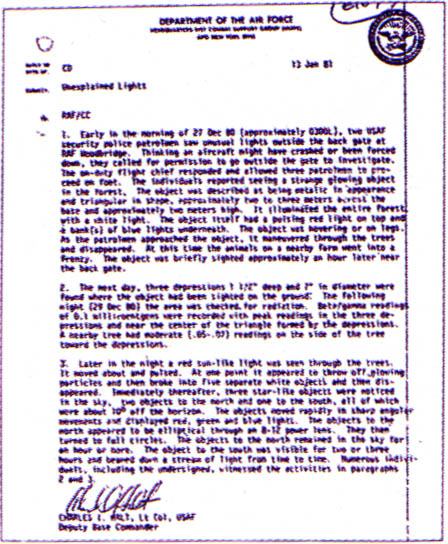 DEPARTMENT OF THE AIR FORCE
HEADQUARTERS 81ST COMBAT SUPPORT GROUP (USAFE)
APO NEW YORK 09755
REPLY TO
ATTN OF: CD 13 Jan 81
SUBJECT: Unexplained Lights
TO: RAF/CC
1. Early in the morning of 27 Dec 80 (approximately 0300L), two USAF
security police patrolmen saw unusual lights outside the back gate at
RAF Woodbridge. Thinking an aircraft might have crashed or been forced
down, they called for permission to go outside the gate to investigate.
The on-duty flight chief responded and allowed three patrolmen to pro-
ceed on foot. The individuals reported seeing a strange glowing object
in the forest. The object was described as being metalic in appearance
and triangular in shape, approximately two to three meters across the
base and approximately two meters high. It illuminated the entire forest
with a white light. The object itself had a pulsing red light on top and
a bank(s) of blue lights underneath. The object was hovering or on legs.
As the patrolmen approached the object, it maneuvered through the trees
and disappeared. At this time the animals on a nearby farm went into a
frenzy. The object was briefly sighted approximately an hour later near
the back gate.
2. The next day, three depressions 1 1/2" deep and 7" in diameter were
found where the object had been sighted on the ground. The following
night (29 Dec 80) the area was checked for radiation. Beta/gamma readings
of 0.1 milliroentgens were recorded with peak readings in the three de-
pressions and near the center of the triangle formed by the depressions.
A nearby tree had moderate (.05-.07) readings on the side of the tree
toward the depressions.
3. Later in the night a red sun-like light was seen through the trees.
It moved about and pulsed. At one point it appeared to throw off glowing
particles and then broke into five separate white objects and then dis-
appeared. Immediately thereafter, three star-like objects were noticed
in the sky, two objects to the north and one to the south, all of which
were about 10° off the horizon. The objects moved rapidly in sharp angular
movements and displayed red, green and blue lights. The objects to the
north appeared to be elliptical through an 8-12 power lens. They then
turned to full circles. The objects to the north remained in the sky for
an hour or more. The object to the south was visible for two or three
hours and beamed down a stream of light from time to time. Numerous indivi-
duals, including the undersigned, witnessed the activities in paragraphs
2 and 3.
CHARLES I. HALT, Lt Col, USAF
Deputy Base Commander